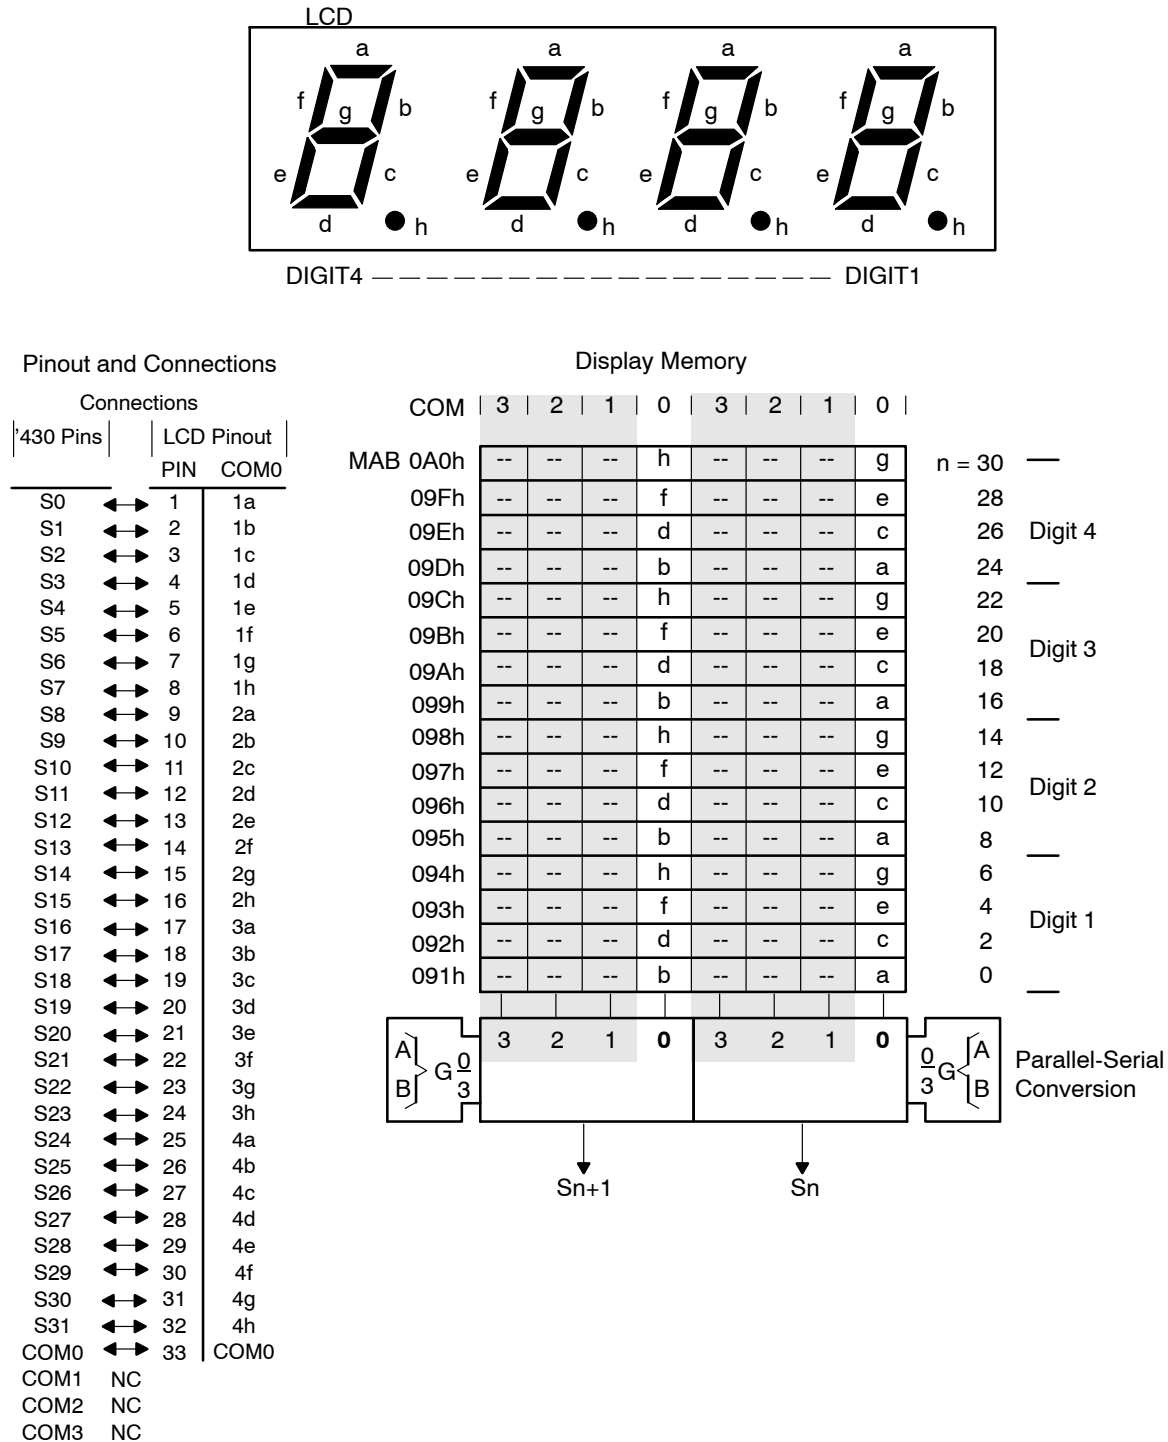 LCD
a a a a
f g b f g b f g b f g b
e c e c e c e c
d h d h d h d h
DIGIT4 DIGIT1
Pinout and Connections
Connections
’430 Pins LCD Pinout
PIN COM0
S0 1 1a
S1 2 1b
S2 3 1c
S3 4 1d
S4 5 1e
S5 6 1f
S6 7 1g
S7 8 1h
S8 9 2a
S9 10 2b
S10 11 2c
S11 12 2d
S12 13 2e
S13 14 2f
S14 15 2g
S15 16 2h
S16 17 3a
S17 18 3b
S18 19 3c
S19 20 3d
S20 21 3e
S21 22 3f
S22 23 3g
S23 24 3h
S24 25 4a
S25 26 4b
S26 27 4c
S27 28 4d
S28 29 4e
S29 30 4f
S30 31 4g
S31 32 4h
COM0 33 COM0
COM1 NC
COM2 NC
COM3 NC
Display Memory
COM 3 2 1 0 3 2 1 0
MAB 0A0h -- -- -- h -- -- -- g n = 30
09Fh -- -- -- f -- -- -- e 28
09Eh -- -- -- d -- -- -- c 26 Digit 4
09Dh -- -- -- b -- -- -- a 24
09Ch -- -- -- h -- -- -- g 22
09Bh -- -- -- f -- -- -- e 20 Digit 3
09Ah -- -- -- d -- -- -- c 18
099h -- -- -- b -- -- -- a 16
098h -- -- -- h -- -- -- g 14
097h -- -- -- f -- -- -- e 12 Digit 2
096h -- -- -- d -- -- -- c 10
095h -- -- -- b -- -- -- a 8
094h -- -- -- h -- -- -- g 6
093h -- -- -- f -- -- -- e 4 Digit 1
092h -- -- -- d -- -- -- c 2
091h -- -- -- b -- -- -- a 0
A B G 0 3 3 2 1 0 3 2 1 0 0 3 G A B
Parallel-Serial
Conversion
Sn+1 Sn